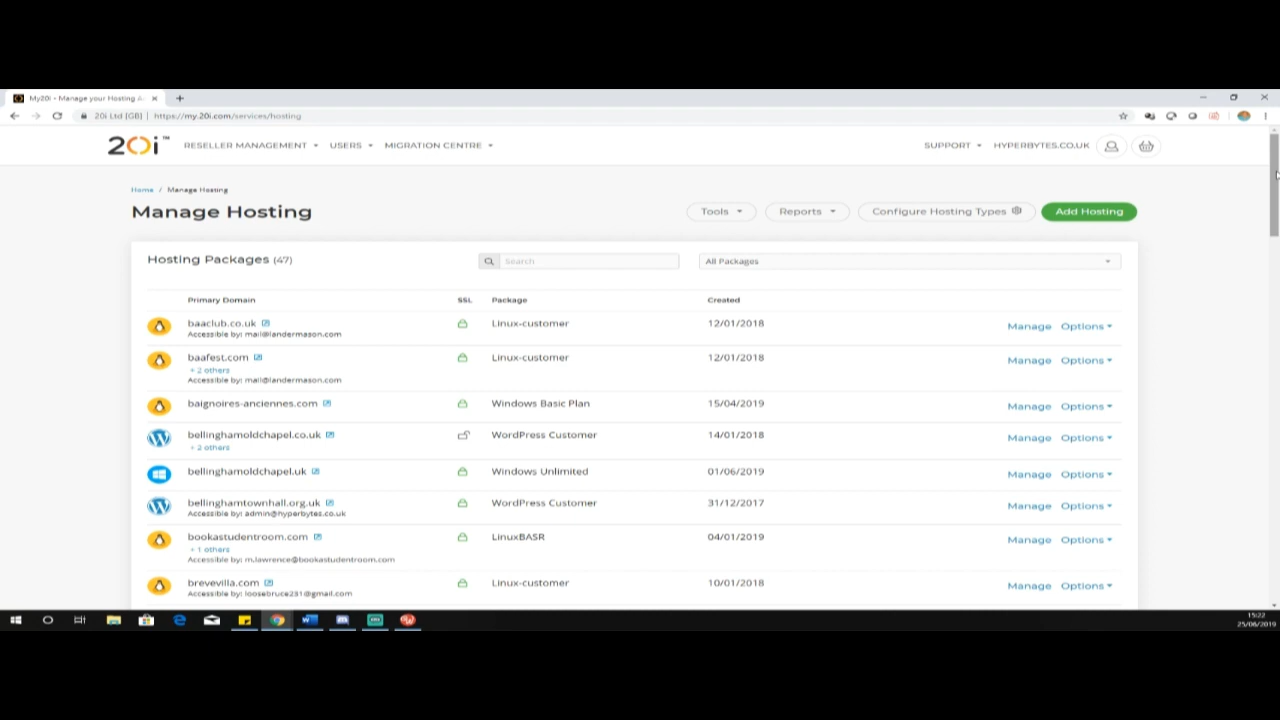 My20i - Manage your Hosting A
20i Ltd [GB] | https://my.20i.com/services/hosting
20i™ RESELLER MANAGEMENT USERS MIGRATION CENTRE SUPPORT HYPERBYTES.CO.UK
Home / Manage Hosting
Manage Hosting Tools Reports Configure Hosting Types Add Hosting
Hosting Packages (47) Search All Packages
Primary Domain SSL Package Created
baaclub.co.uk Linux-customer 12/01/2018 Manage Options
Accessible by: mail@landermason.com
baafest.com Linux-customer 12/01/2018 Manage Options
+ 2 others
Accessible by: mail@landermason.com
baignoires-anciennes.com Windows Basic Plan 15/04/2019 Manage Options
bellinghamoldchapel.co.uk WordPress Customer 14/01/2018 Manage Options
+ 2 others
bellinghamoldchapel.uk Windows Unlimited 01/06/2019 Manage Options
bellinghamtownhall.org.uk WordPress Customer 31/12/2017 Manage Options
Accessible by: admin@hyperbytes.co.uk
bookastudentroom.com LinuxBASR 04/01/2019 Manage Options
+ 1 others
Accessible by: m.lawrence@bookastudentroom.com
brevevilla.com Linux-customer 10/01/2018 Manage Options
Accessible by: loosebruce231@gmail.com
15:22
25/06/2019